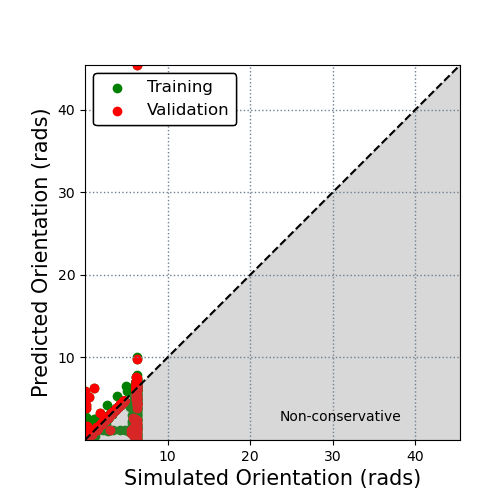 Training
Validation
40
30
20
10
Predicted Orientation (rads)
Non-conservative
10
20
30
40
Simulated Orientation (rads)